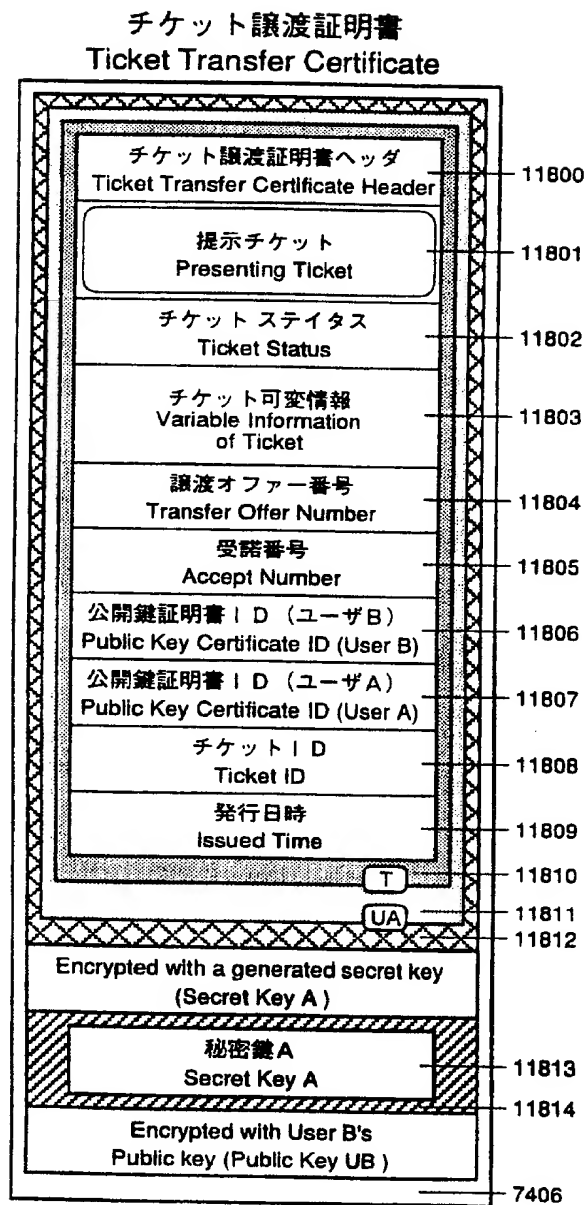 チケット譲渡証明書
Ticket Transfer Certificate
チケット譲渡証明書ヘッダ
Ticket Transfer Certificate Header
11800
提示チケット
Presenting Ticket
11801
チケット ステイタス
Ticket Status
11802
チケット可変情報
Variable Information
of Ticket
11803
譲渡オファー番号
Transfer Offer Number
11804
受諾番号
Accept Number
11805
公開鍵証明書ID(ユーザB)
Public Key Certificate ID (User B)
11806
公開鍵証明書ID(ユーザA)
Public Key Certificate ID (User A)
11807
チケットID
Ticket ID
11808
発行日時
Issued Time
11809
T
11810
UA
11811
11812
Encrypted with a generated secret key
(Secret Key A )
秘密鍵A
Secret Key A
11813
11814
Encrypted with User B's
Public key (Public Key UB )
7406